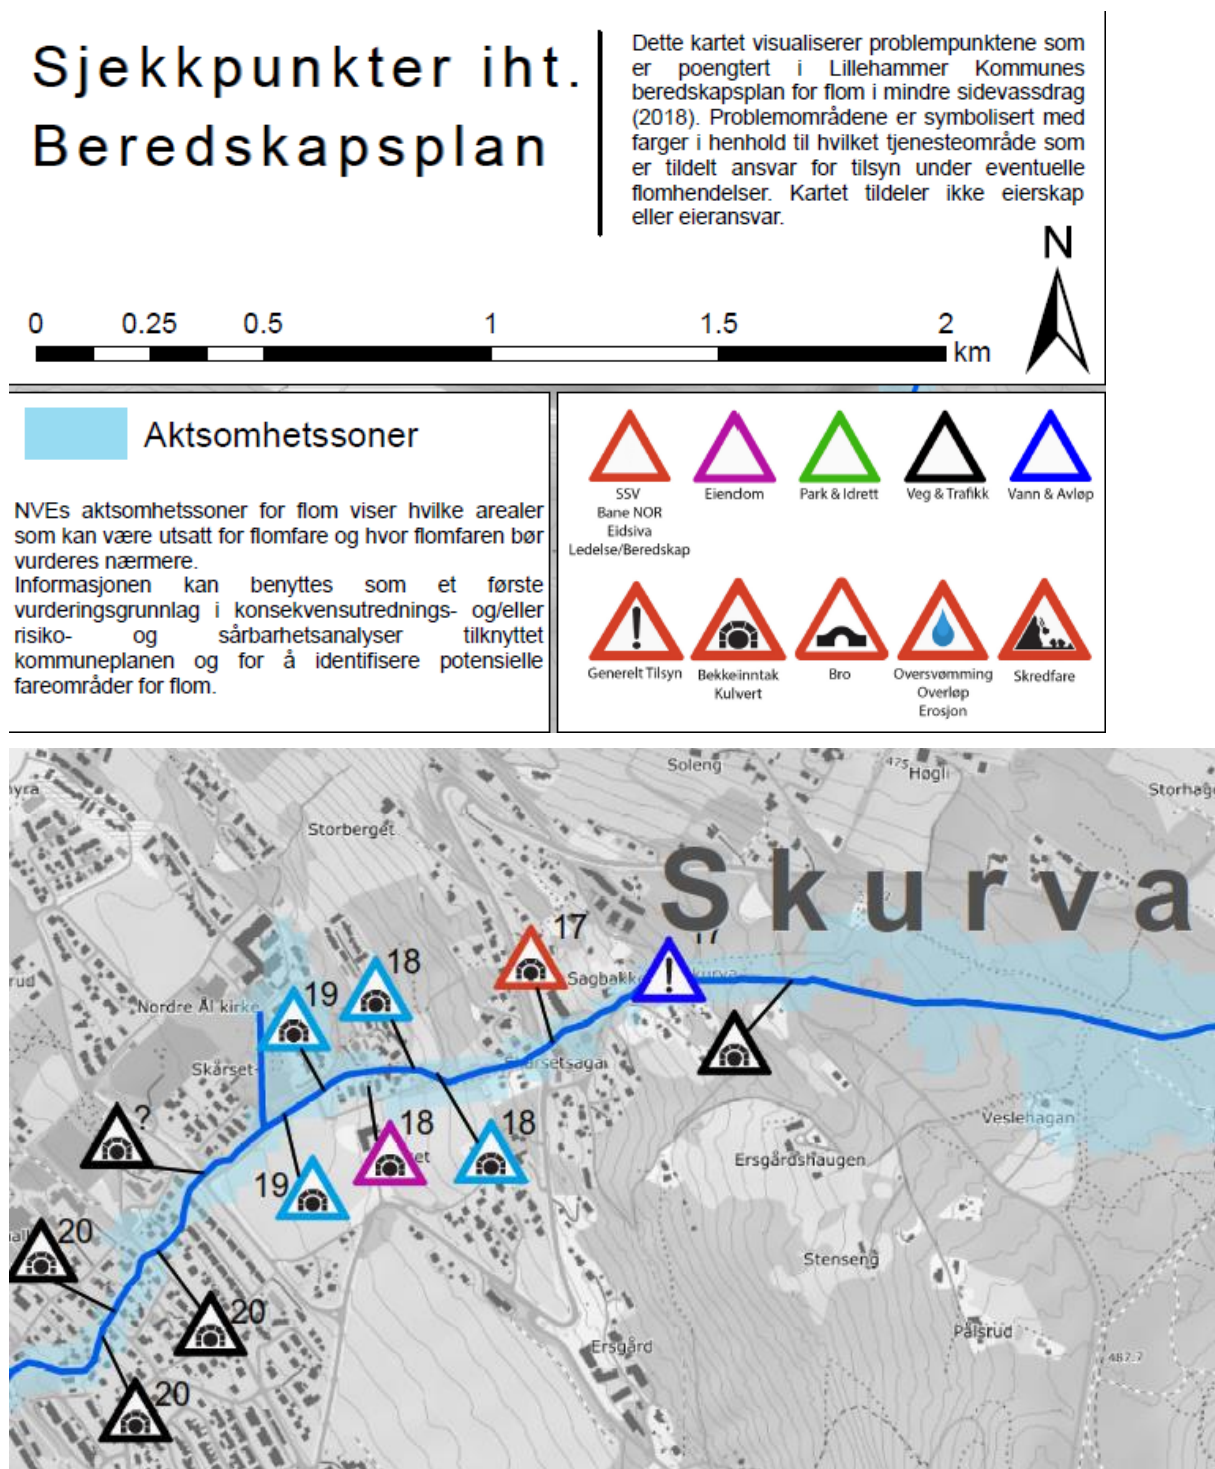 Sjekkpunkter iht.
Beredskapsplan
Dette kartet visualiserer problempunktene som
er poengtert i Lillehammer Kommunes
beredskapsplan for flom i mindre sidevassdrag
(2018). Problemområdene er symbolisert med
farger i henhold til hvilket tjenesteområde som
er tildelt ansvar for tilsyn under eventuelle
flomhendelser. Kartet tildeler ikke eierskap
eller eieransvar.
N
0 0.25 0.5 1 1.5 2
km
Aktsomhetssoner
NVEs aktsomhetssoner for flom viser hvilke arealer
som kan være utsatt for flomfare og hvor flomfaren bør
vurderes nærmere.
Informasjonen kan benyttes som et første
vurderingsgrunnlag i konsekvensutrednings- og/eller
risiko- og sårbarhetsanalyser tilknyttet
kommuneplanen og for å identifisere potensielle
fareområder for flom.
SSV
Bane NOR
Eidsiva
Ledelse/Beredskap
Eiendom
Park & Idrett
Veg & Trafikk
Vann & Avløp
Generelt Tilsyn
Bekkeinntak
Kulvert
Bro
Oversvømming
Overløp
Erosjon
Skredfare
Soleng
475
Høgli
Storhag
yra
Storberget
Skurva
17
17
18
Sagbakk
19
rud
Nordre Ål kirke
Skårset
?
18
18
Veslehagan
Ersgårdshaugen
19
20
Stenseng
20
Pålsrud
Ersgård
487.7
20